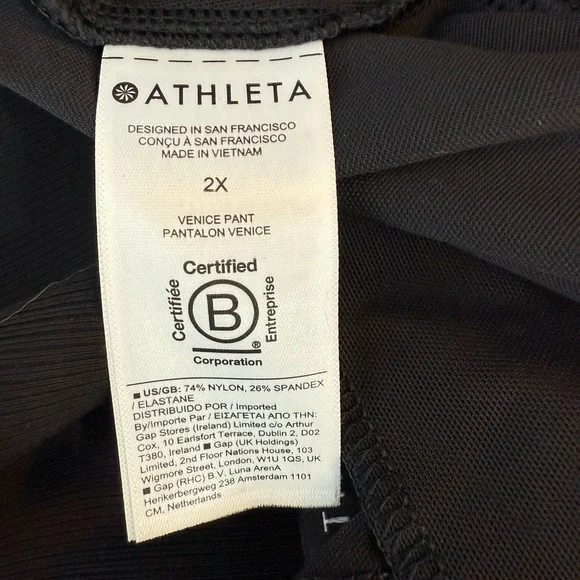 ATHLETA
DESIGNED IN SAN FRANCISCO
CONÇU À SAN FRANCISCO
MADE IN VIETNAM
2X
VENICE PANT
PANTALON VENICE
Certified
Certifiée
B
Entreprise
®
Corporation
■ US/GB: 74% NYLON, 26% SPANDEX
/ ELASTANE
DISTRIBUIDO POR / Imported
By/Importe Par / ΕΙΣΑΓΕΤΑΙ ΑΠΟ ΤΗΝ:
Gap Stores (Ireland) Limited c/o Arthur
Cox, 10 Earlsfort Terrace, Dublin 2, D02
T380, Ireland ■ Gap (UK Holdings)
Limited, 2nd Floor Nations House, 103
Wigmore Street, London, W1U 1QS, UK
■ Gap (RHC) B.V. Luna ArenA
Herikerbergweg 238 Amsterdam 1101
CM, Netherlands